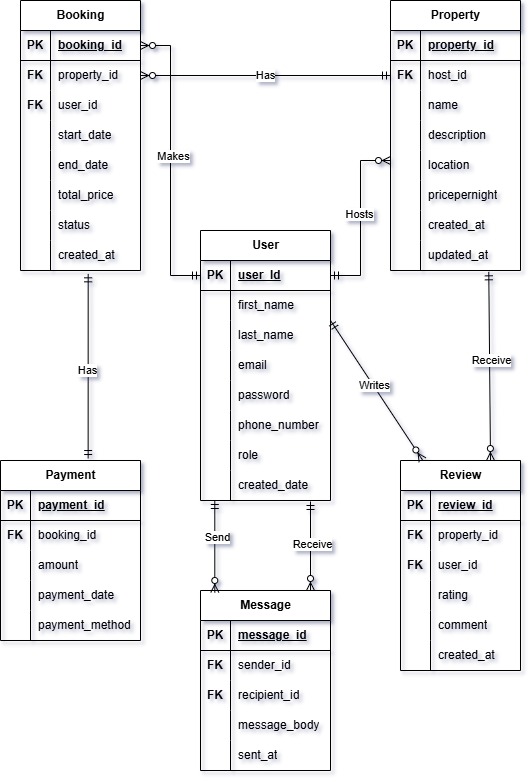 Booking
PK booking_id
FK property_id
FK user_id
start_date
end_date
total_price
status
created_at
Property
PK property_id
FK host_id
name
description
location
pricepernight
created_at
updated_at
Has
Makes
Hosts
User
PK user_Id
first_name
last_name
email
password
phone_number
role
created_date
Has
Receive
Writes
Payment
PK payment_id
FK booking_id
amount
payment_date
payment_method
Review
PK review_id
FK property_id
FK user_id
rating
comment
created_at
Send
Receive
Message
PK message_id
FK sender_id
FK recipient_id
message_body
sent_at